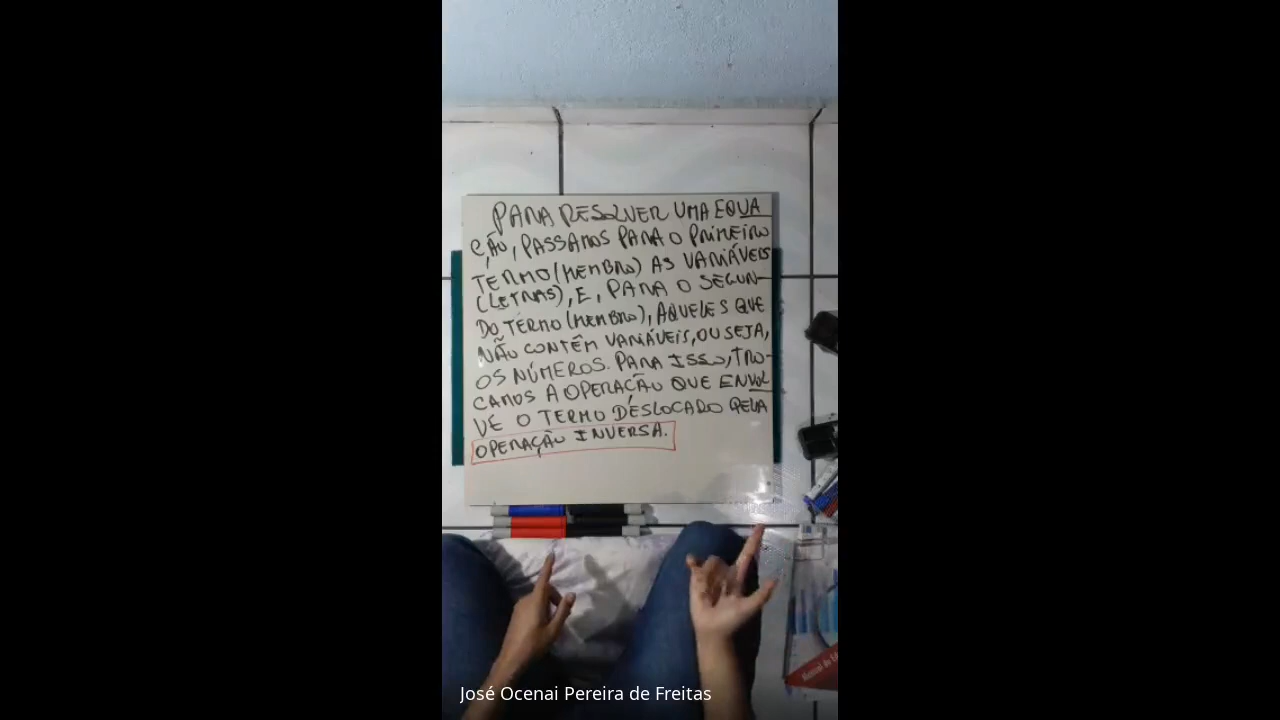 PARA RESOLVER UMA EQUA
ÇÃO, PASSAMOS PARA O PRIMEIRO
TERMO (MEMBRO) AS VARIÁVEIS
(LETRAS), E, PARA O SEGUN-
DO TERMO (MEMBRO), AQUELES QUE
NÃO CONTÊM VARIÁVEIS, OU SEJA,
OS NÚMEROS. PARA ISSO, TRO-
CAMOS A OPERAÇÃO QUE ENVOL
VE O TERMO DESLOCADO PELA
OPERAÇÃO INVERSA.
José Ocenai Pereira de Freitas